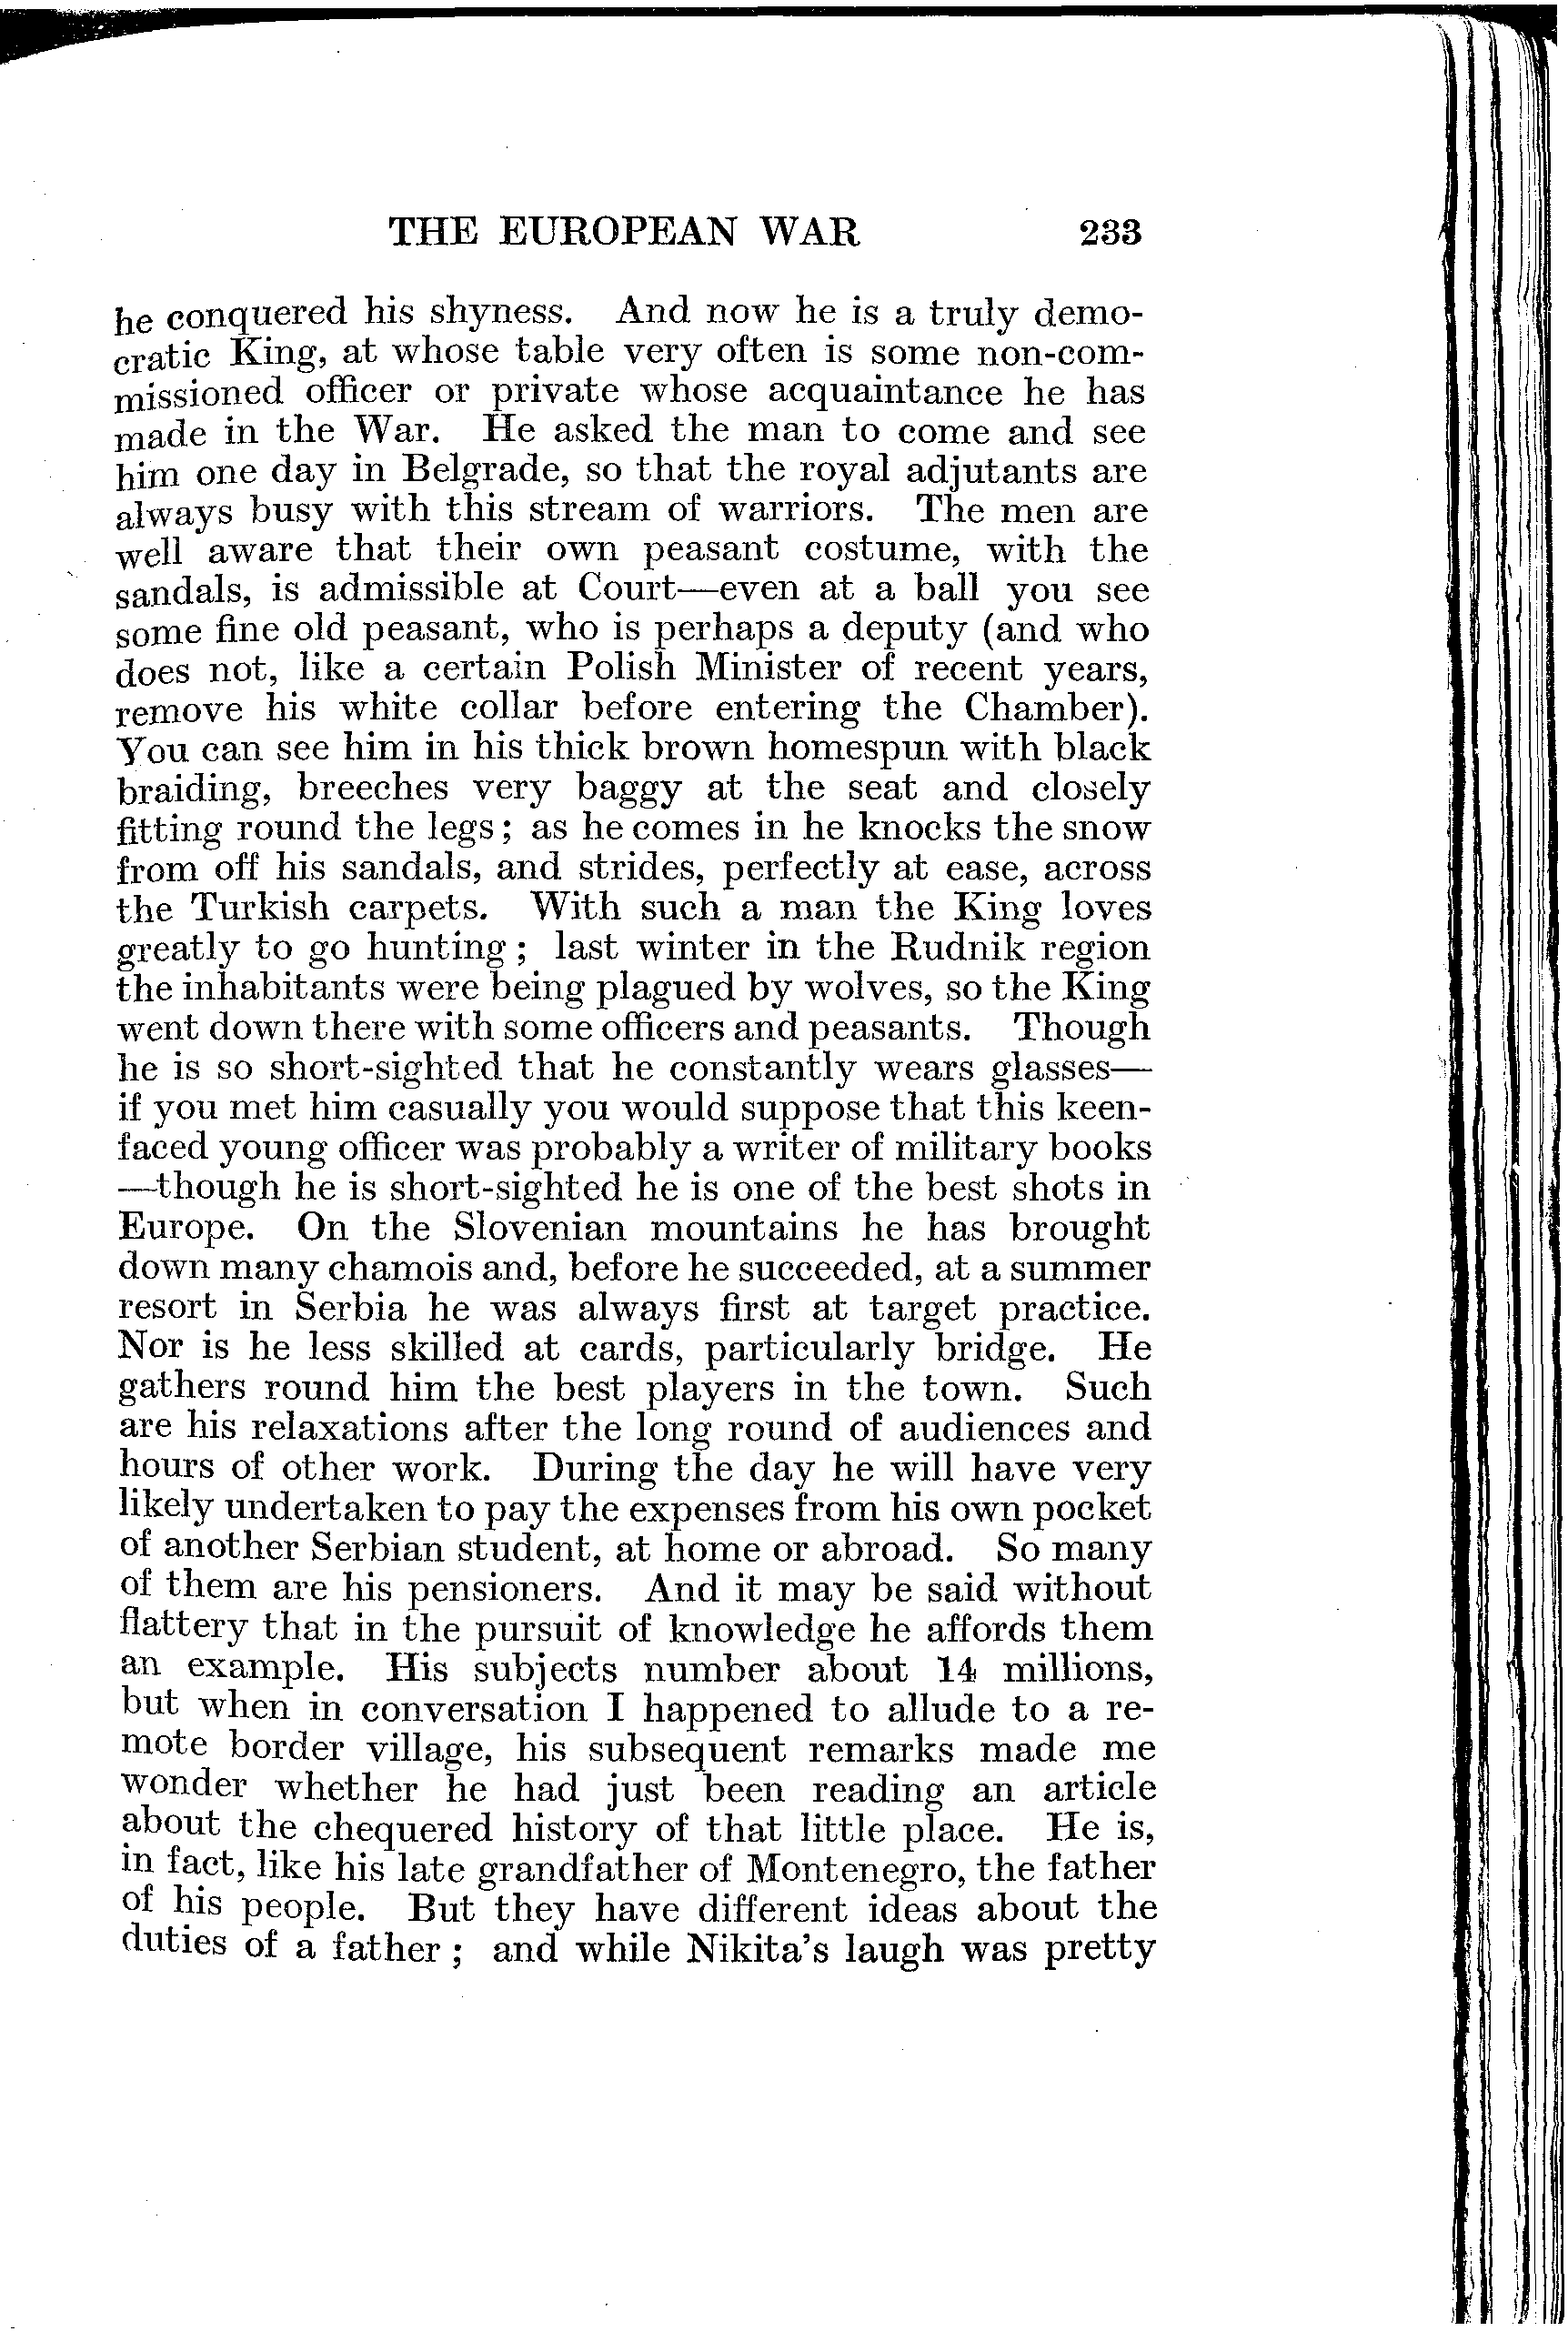 THE EUROPEAN WAR 233
he conquered his shyness. And now he is a truly demo-
cratic King, at whose table very often is some non-com-
missioned officer or private whose acquaintance he has
made in the War. He asked the man to come and see
him one day in Belgrade, so that the royal adjutants are
always busy with this stream of warriors. The men are
well aware that their own peasant costume, with the
sandals, is admissible at Court—even at a ball you see
some fine old peasant, who is perhaps a deputy (and who
does not, like a certain Polish Minister of recent years,
remove his white collar before entering the Chamber).
You can see him in his thick brown homespun with black
braiding, breeches very baggy at the seat and closely
fitting round the legs; as he comes in he knocks the snow
from off his sandals, and strides, perfectly at ease, across
the Turkish carpets. With such a man the King loves
greatly to go hunting; last winter in the Rudnik region
the inhabitants were being plagued by wolves, so the King
went down there with some officers and peasants. Though
he is so short-sighted that he constantly wears glasses—
if you met him casually you would suppose that this keen-
faced young officer was probably a writer of military books
—though he is short-sighted he is one of the best shots in
Europe. On the Slovenian mountains he has brought
down many chamois and, before he succeeded, at a summer
resort in Serbia he was always first at target practice.
Nor is he less skilled at cards, particularly bridge. He
gathers round him the best players in the town. Such
are his relaxations after the long round of audiences and
hours of other work. During the day he will have very
likely undertaken to pay the expenses from his own pocket
of another Serbian student, at home or abroad. So many
of them are his pensioners. And it may be said without
flattery that in the pursuit of knowledge he affords them
an example. His subjects number about 14 millions,
but when in conversation I happened to allude to a re-
mote border village, his subsequent remarks made me
wonder whether he had just been reading an article
about the chequered history of that little place. He is,
in fact, like his late grandfather of Montenegro, the father
of his people. But they have different ideas about the
duties of a father; and while Nikita's laugh was pretty